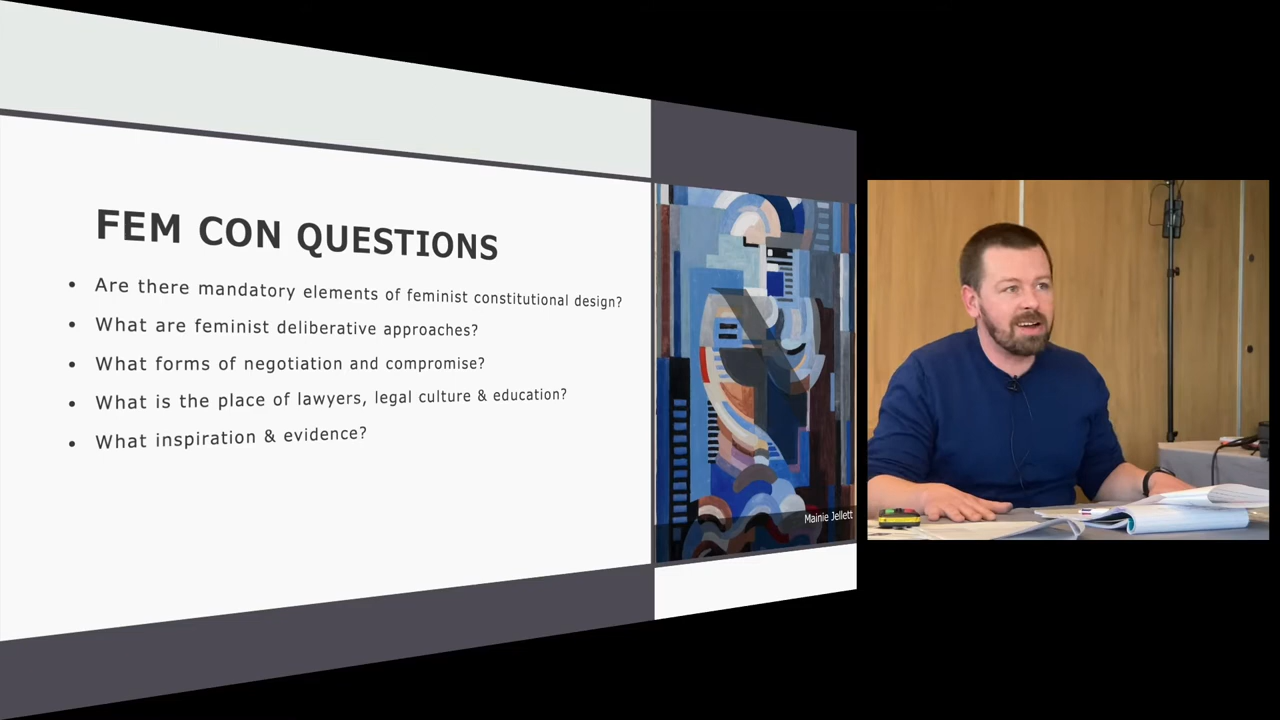 FEM CON QUESTIONS
• Are there mandatory elements of feminist constitutional design?
• What are feminist deliberative approaches?
• What forms of negotiation and compromise?
• What is the place of lawyers, legal culture & education?
• What inspiration & evidence?
Mainie Jellett